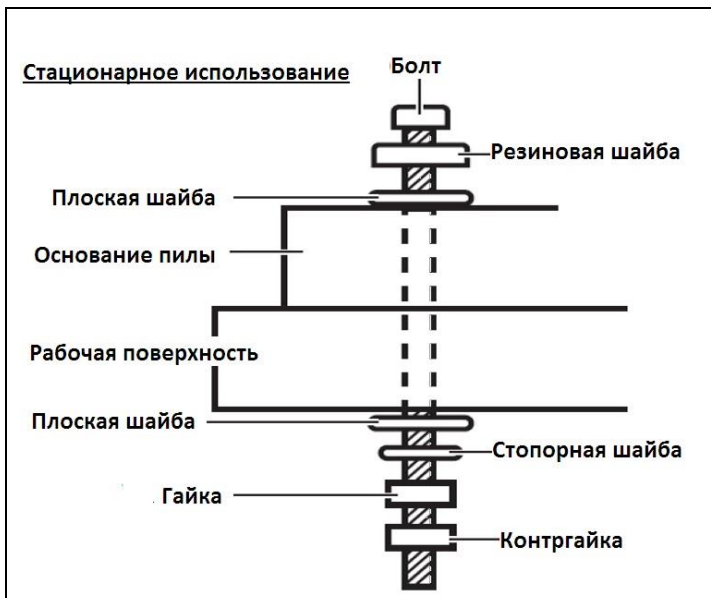 Стационарное использование
Болт
Резиновая шайба
Плоская шайба
Основание пилы
Рабочая поверхность
Плоская шайба
Стопорная шайба
Гайка
Контргайка